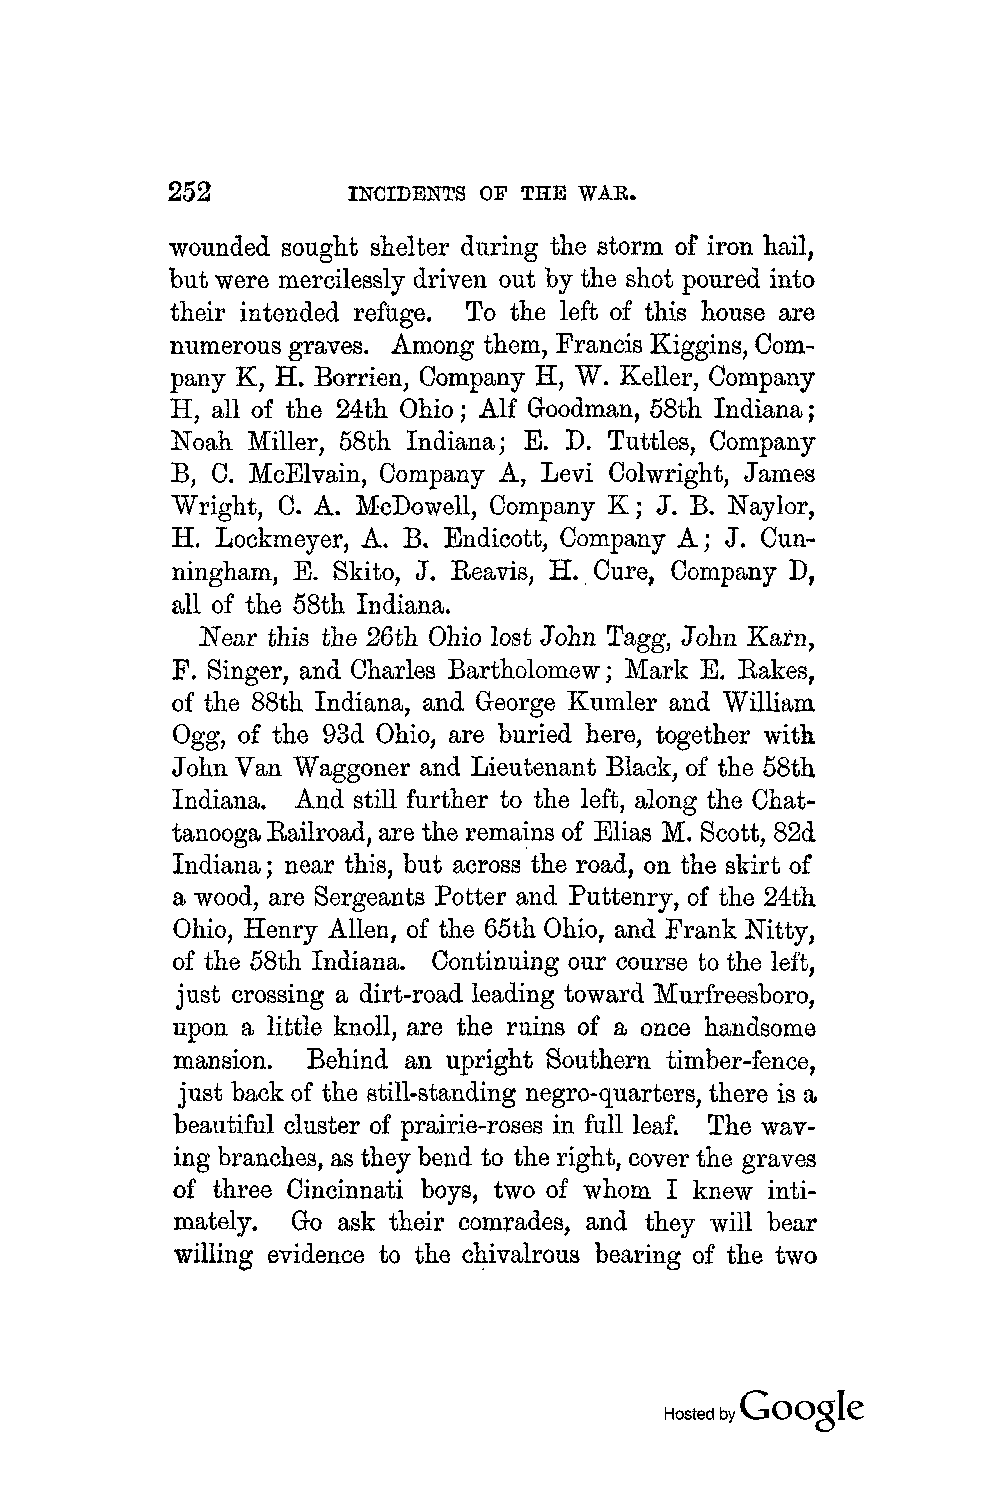 252 INCIDENTS OF THE WAR.
wounded sought shelter during the storm of iron hail,
but were mercilessly driven out by the shot poured into
their intended refuge. To the left of this house are
numerous graves. Among them, Francis Kiggins, Com-
pany K, H. Borrien, Company H, W. Keller, Company
H, all of the 24th Ohio; Alf Goodman, 58th Indiana;
Noah Miller, 58th Indiana; E. D. Tuttles, Company
B, C. McElvain, Company A, Levi Colwright, James
Wright, C. A. McDowell, Company K; J. B. Naylor,
H. Lockmeyer, A. B. Endicott, Company A; J. Cun-
ningham, E. Skito, J. Reavis, H. Cure, Company D,
all of the 58th Indiana.
Near this the 26th Ohio lost John Tagg, John Karn,
F. Singer, and Charles Bartholomew; Mark E. Rakes,
of the 88th Indiana, and George Kumler and William
Ogg, of the 93d Ohio, are buried here, together with
John Van Waggoner and Lieutenant Black, of the 58th
Indiana. And still further to the left, along the Chat-
tanooga Railroad, are the remains of Elias M. Scott, 82d
Indiana; near this, but across the road, on the skirt of
a wood, are Sergeants Potter and Puttenry, of the 24th
Ohio, Henry Allen, of the 65th Ohio, and Frank Nitty,
of the 58th Indiana. Continuing our course to the left,
just crossing a dirt-road leading toward Murfreesboro,
upon a little knoll, are the ruins of a once handsome
mansion. Behind an upright Southern timber-fence,
just back of the still-standing negro-quarters, there is a
beautiful cluster of prairie-roses in full leaf. The wav-
ing branches, as they bend to the right, cover the graves
of three Cincinnati boys, two of whom I knew inti-
mately. Go ask their comrades, and they will bear
willing evidence to the chivalrous bearing of the two
Hosted by Google